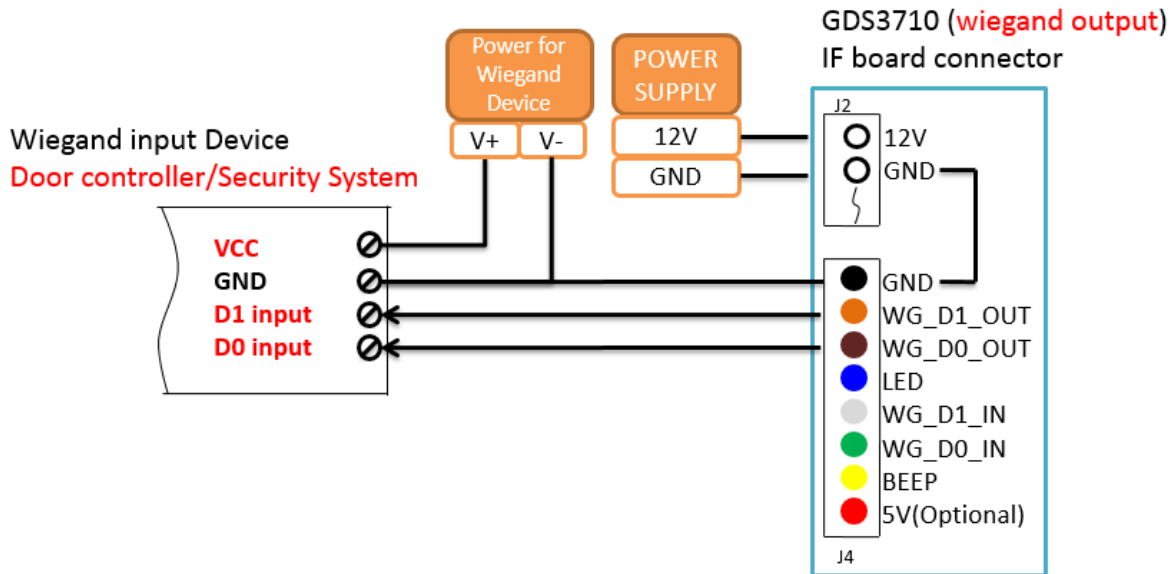 GDS3710 (wiegand output)
IF board connector
Power for
Wiegand
Device
V+ V-
POWER
SUPPLY
12V
GND
Wiegand input Device
Door controller/Security System
VCC
GND
D1 input
D0 input
J2
12V
GND
GND
WG_D1_OUT
WG_D0_OUT
LED
WG_D1_IN
WG_D0_IN
BEEP
5V(Optional)
J4